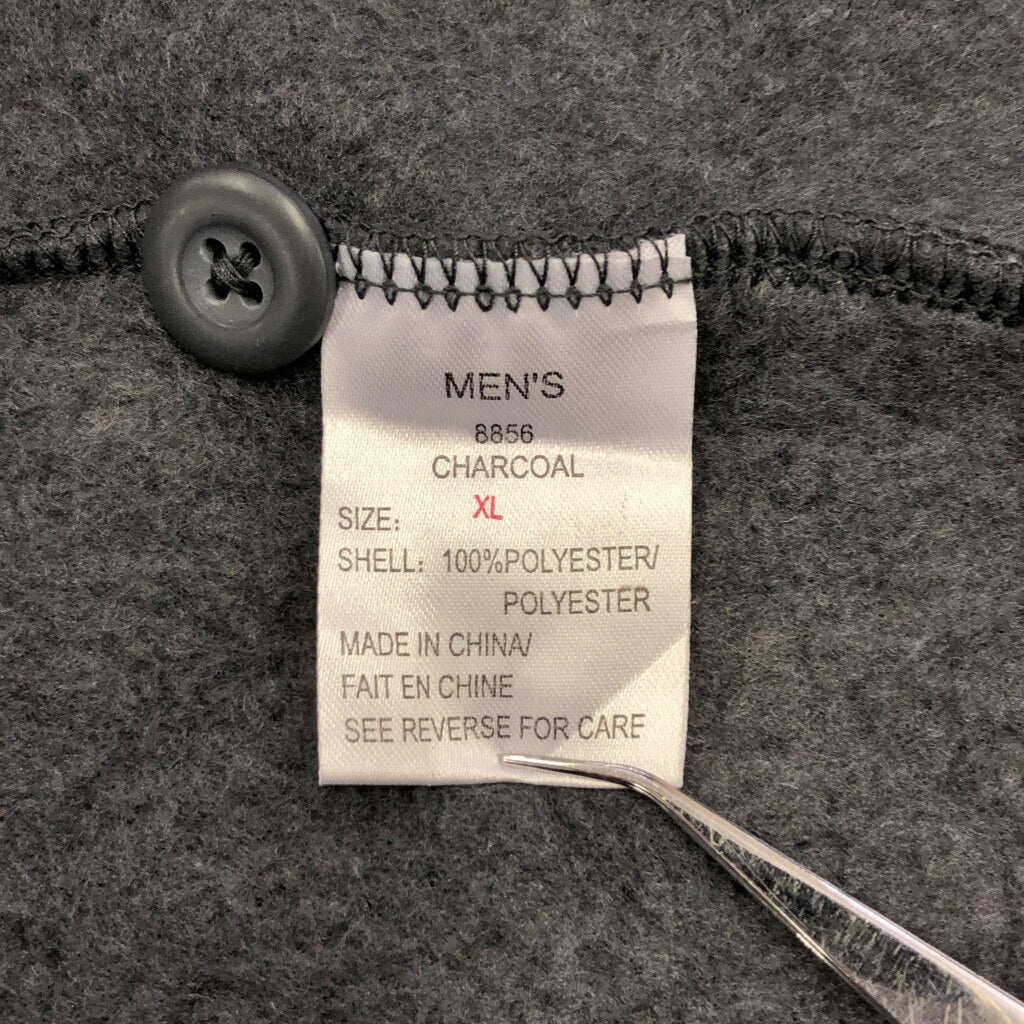 MEN'S
8856
CHARCOAL
SIZE: XL
SHELL: 100%POLYESTER/
POLYESTER
MADE IN CHINA/
FAIT EN CHINE
SEE REVERSE FOR CARE